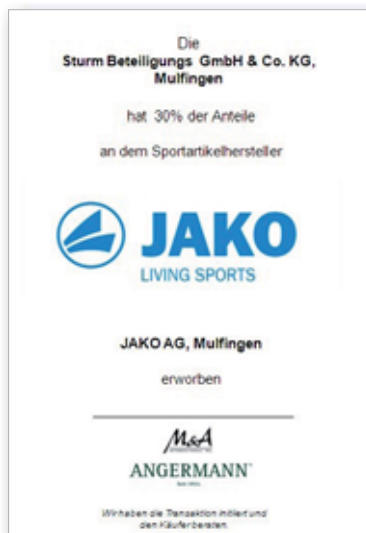 Die
Sturm Beteiligungs GmbH & Co. KG,
Mulfingen
hat 30% der Anteile
an dem Sportartikelhersteller
JAKO
LIVING SPORTS
JAKO AG, Mulfingen
erworben
M&A
ANGERMANN
Wir haben die Transaktion initiiert und
den Käufer beraten.